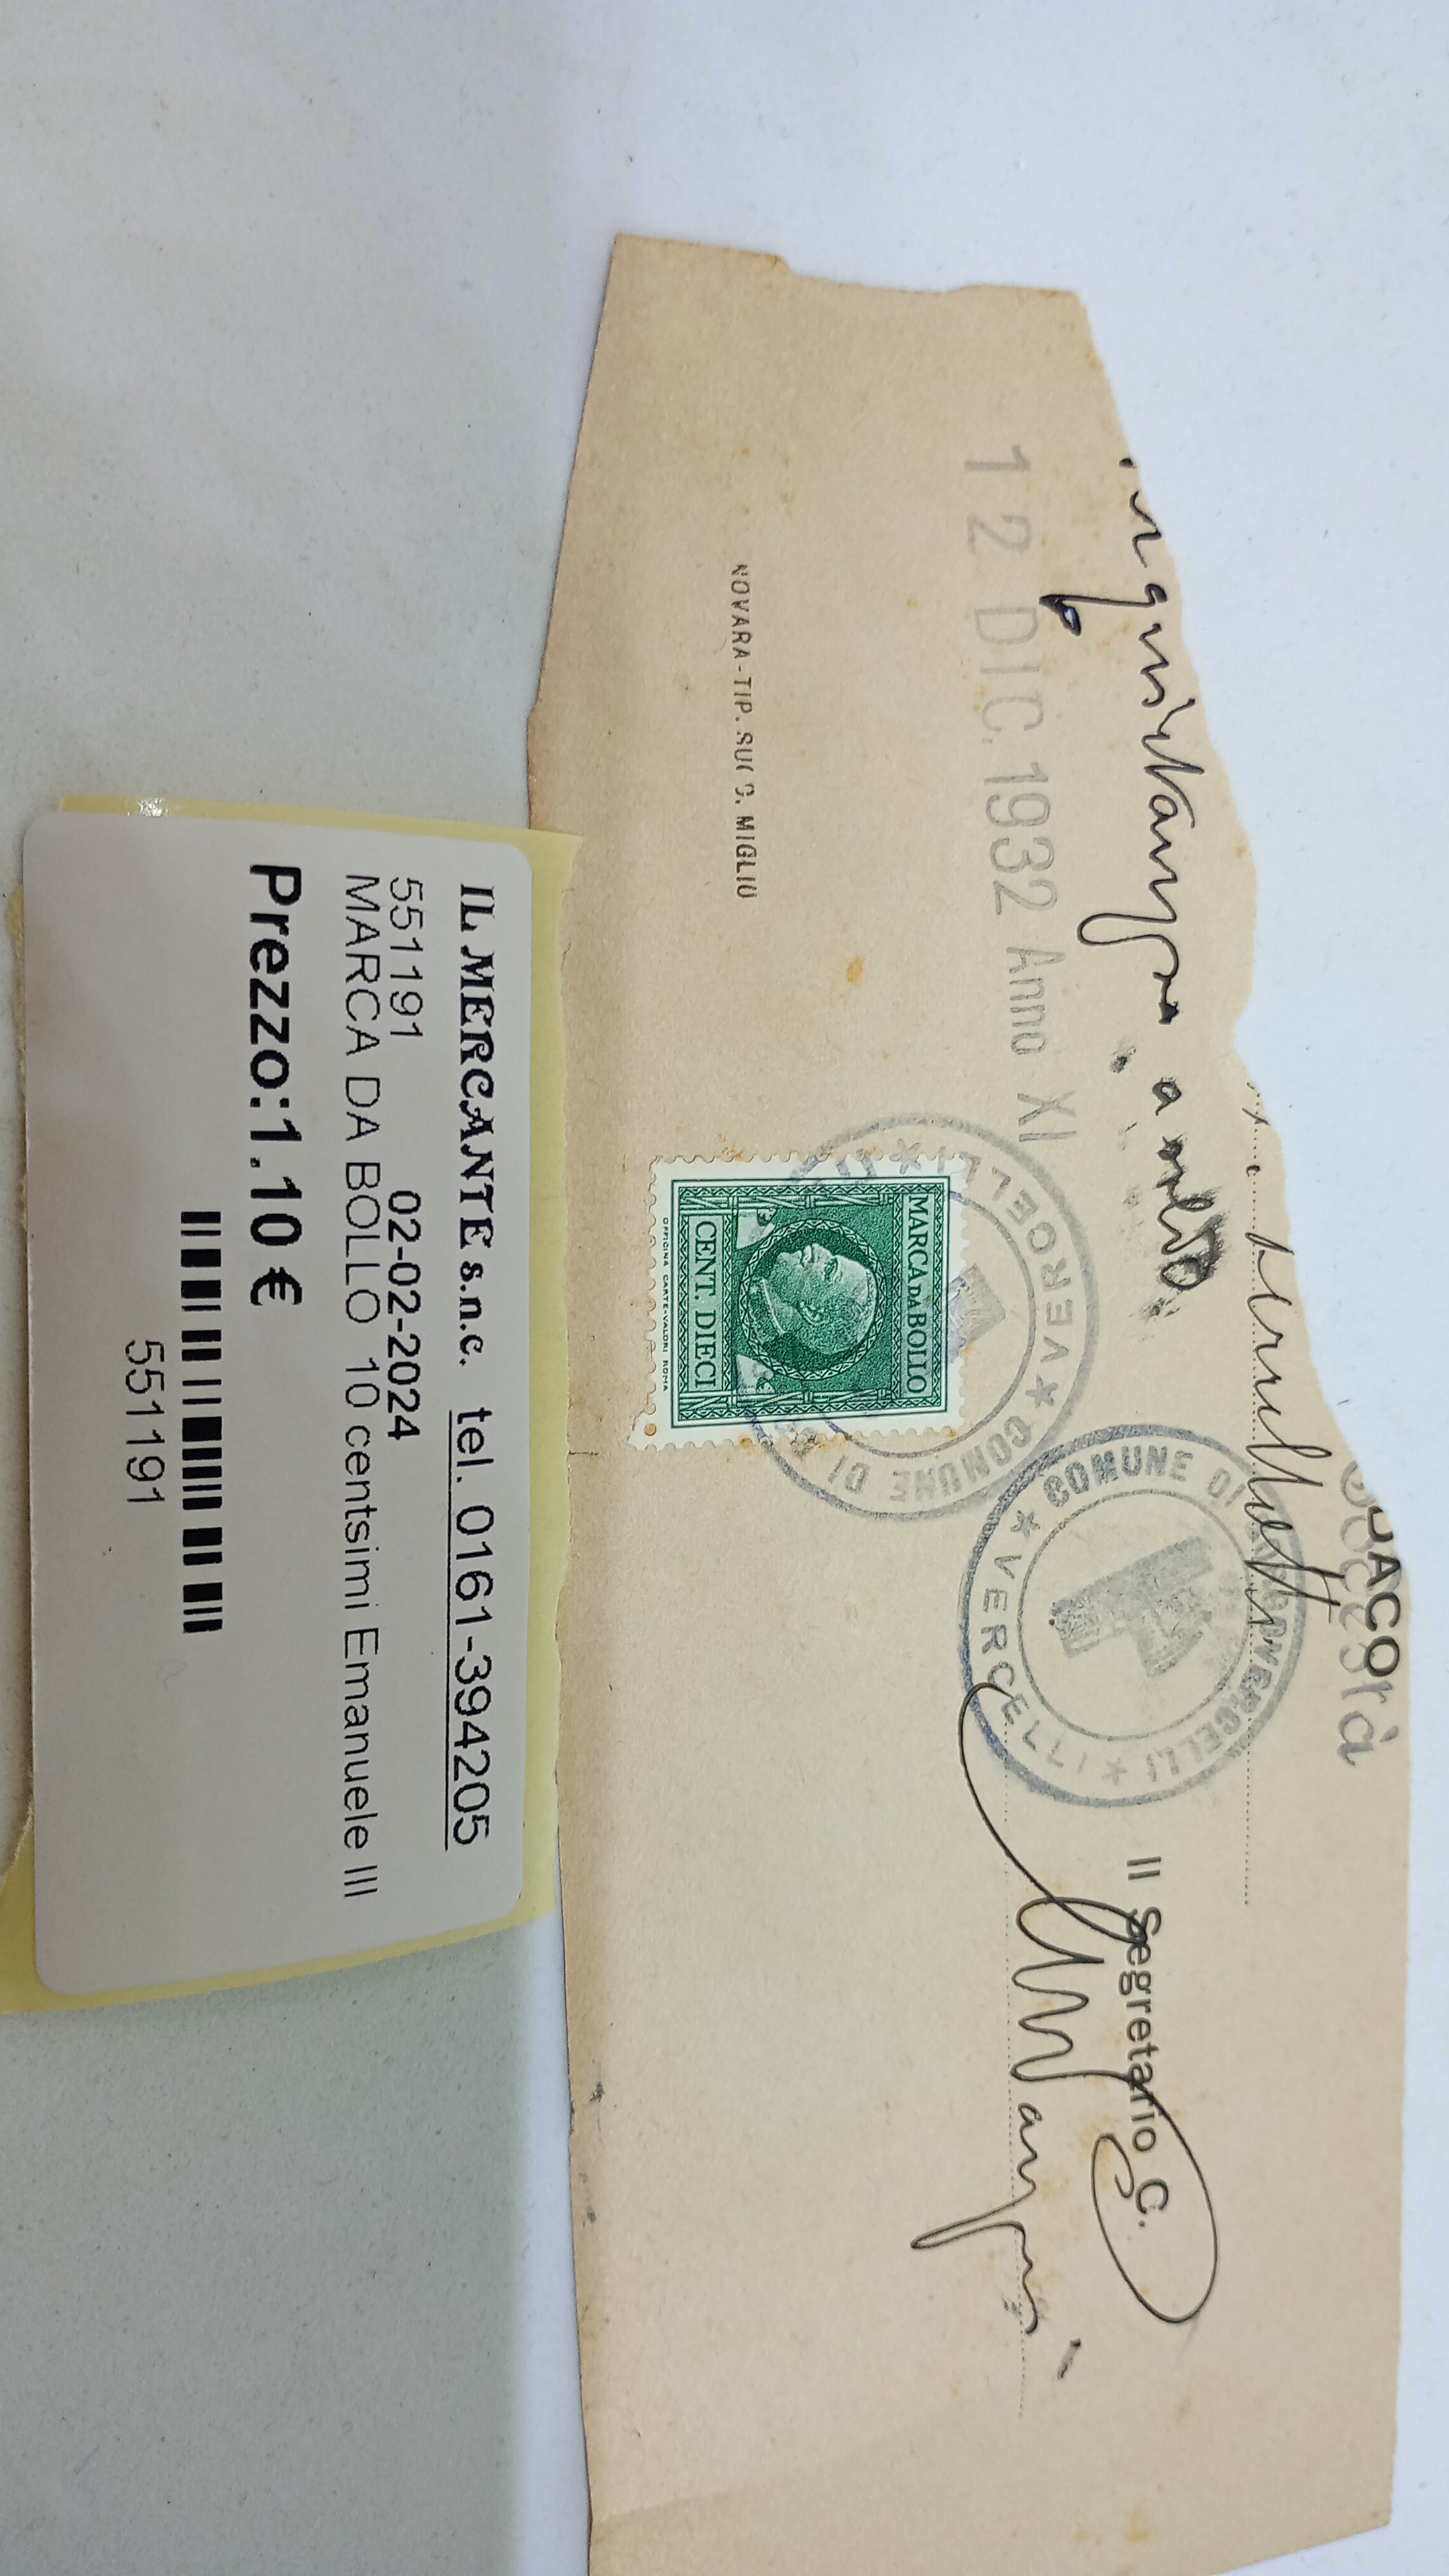 DACO
a
12 DIC. 1932 Anno XI
COMUNE DI VERCELLI * VERCELLI *
Il Segretario C.
* VERCELLI * COMUNE DI
MARCA DA BOLLO
CENT. DIECI
OFFICINA CARTE-VALORI ROMA
NOVARA-TIP.
IL MERCANTE s.n.c. tel. 0161-394205
551191 02-02-2024
MARCA DA BOLLO 10 centsimi Emanuele III
Prezzo:1.10 €
551191